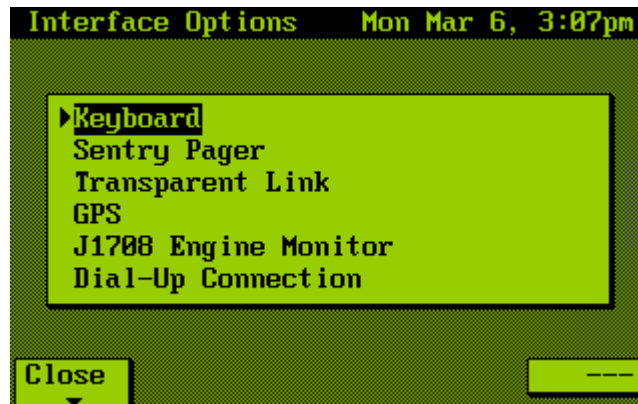 Interface Options Mon Mar 6, 3:07pm
Keyboard
Sentry Pager
Transparent Link
GPS
J1708 Engine Monitor
Dial-Up Connection
Close ---